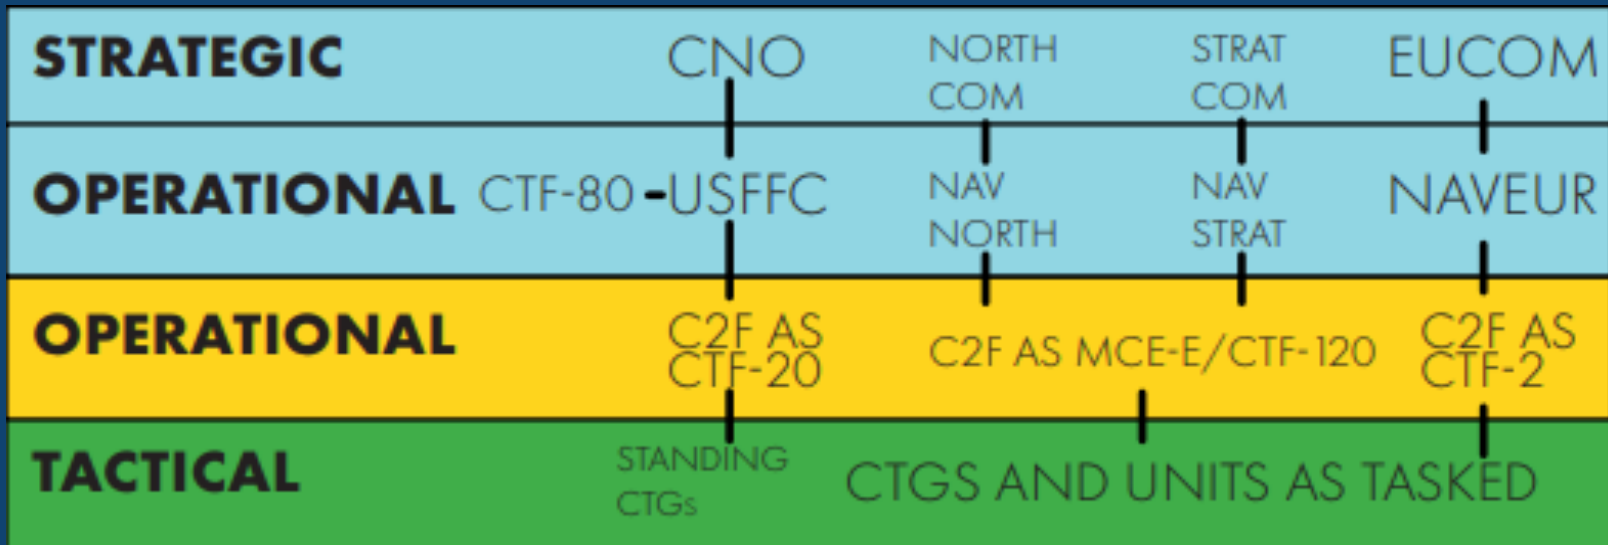 STRATEGIC CNO NORTH STRAT EUCOM
COM COM
OPERATIONAL CTF-80 -USFFC NAV NAV NAVEUR
NORTH STRAT
OPERATIONAL C2F AS C2F AS MCE-E/CTF-120 C2F AS
CTF-20 CTF-2
TACTICAL STANDING CTGS AND UNITS AS TASKED
CTGs